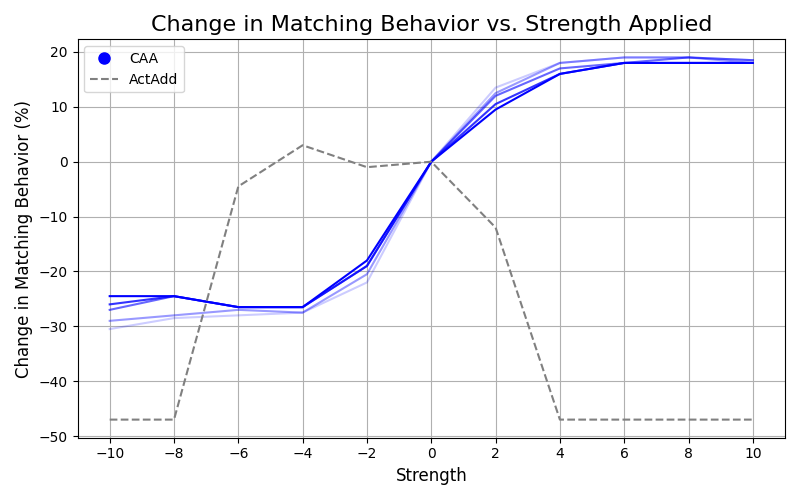 Change in Matching Behavior vs. Strength Applied
CAA
ActAdd
Change in Matching Behavior (%)
20
10
0
−10
−20
−30
−40
−50
−10 −8 −6 −4 −2 0 2 4 6 8 10
Strength